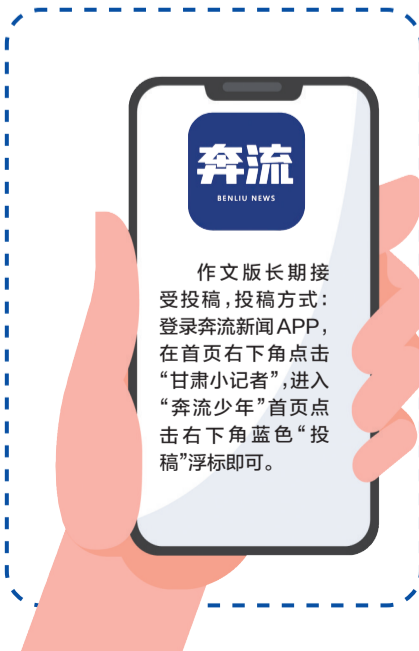 奔流
BENLIU NEWS
作文版长期接
受投稿，投稿方式：
登录奔流新闻APP，
在首页右下角点击
“甘肃小记者”，进入
“奔流少年”首页点
击右下角蓝色“投
稿”浮标即可。